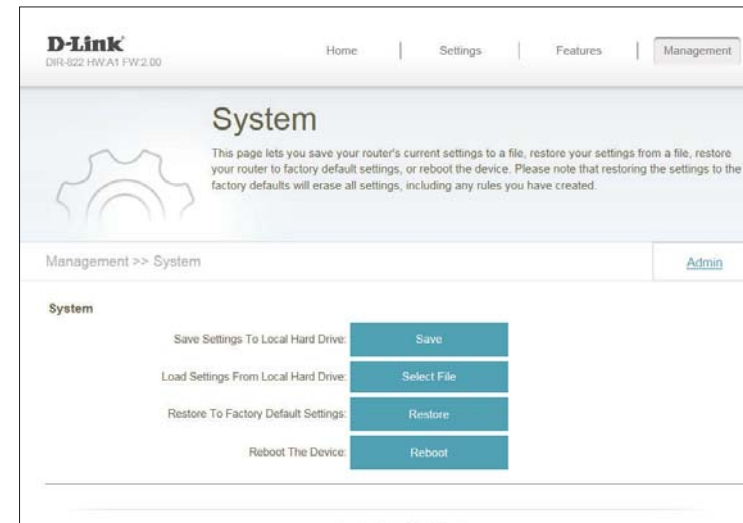 D-Link
DIR-822 HW:A1 FW:2.00
Home | Settings | Features | Management
System
This page lets you save your router's current settings to a file, restore your settings from a file, restore
your router to factory default settings, or reboot the device. Please note that restoring the settings to the
factory defaults will erase all settings, including any rules you have created.
Management >> System
Admin
System
Save Settings To Local Hard Drive: Save
Load Settings From Local Hard Drive: Select File
Restore To Factory Default Settings: Restore
Reboot The Device: Reboot